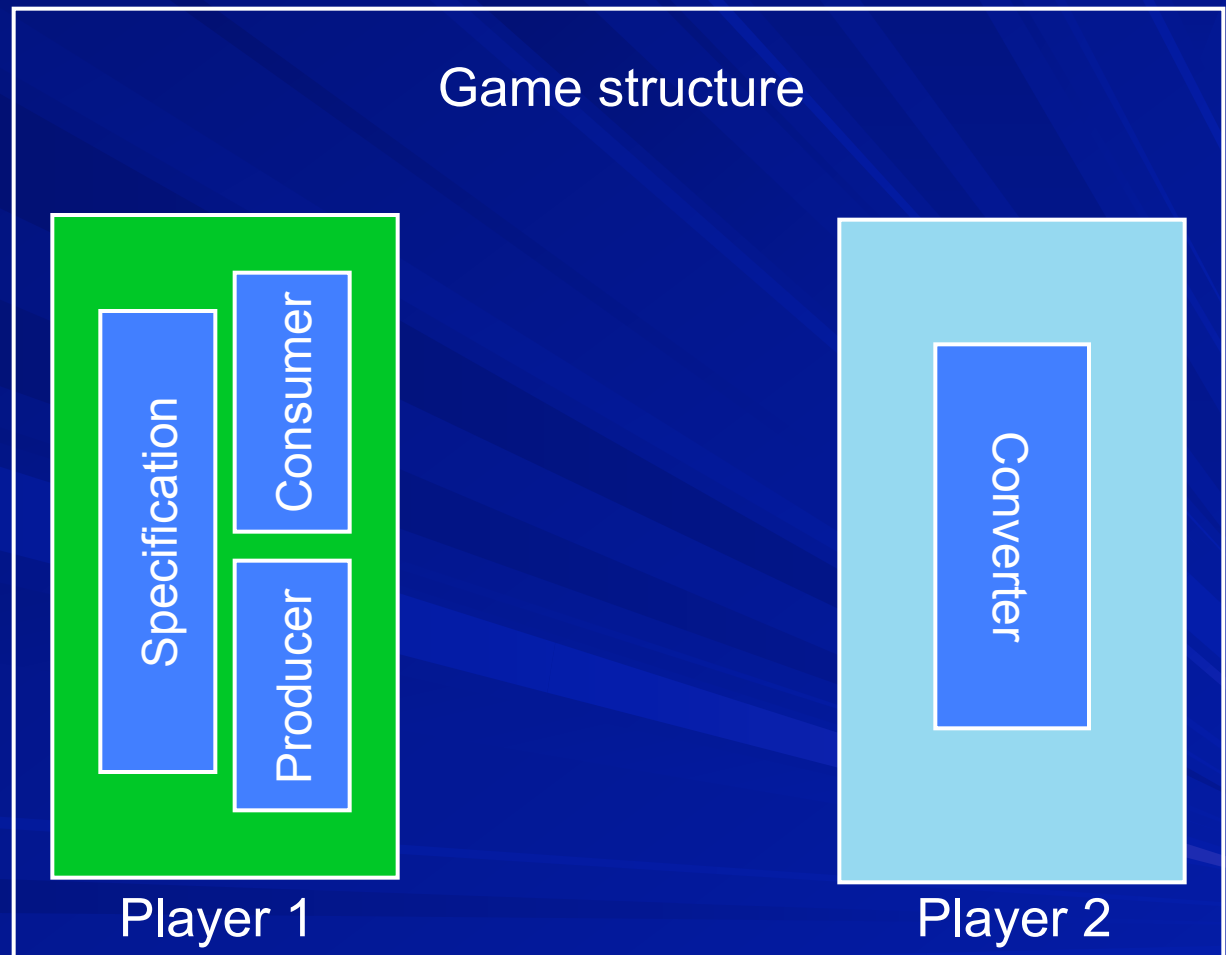 Game structure
Specification
Consumer
Producer
Converter
Player 1
Player 2